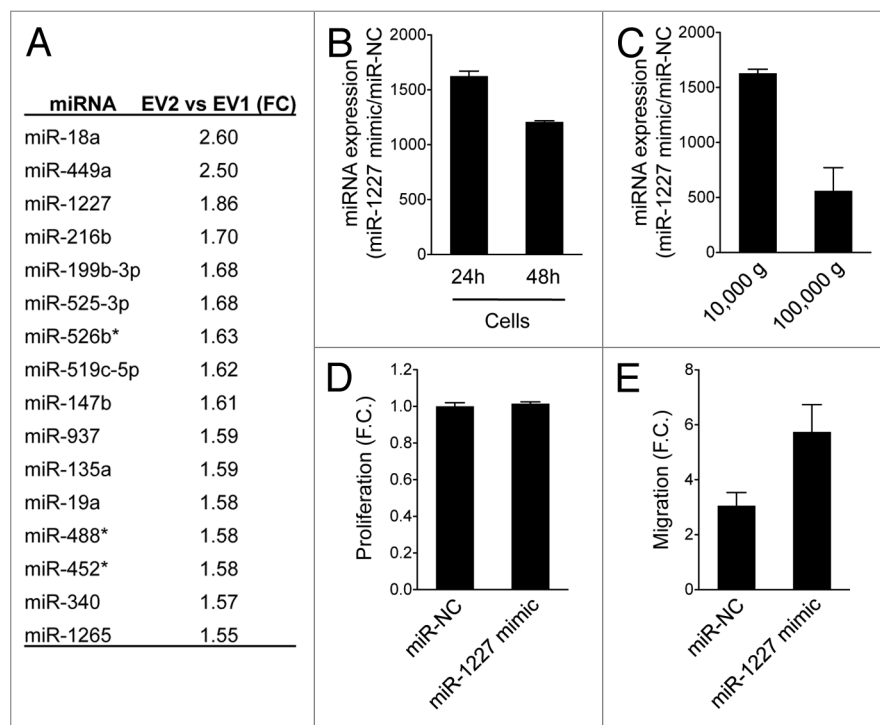 A
miRNA EV2 vs EV1 (FC)
miR-18a 2.60
miR-449a 2.50
miR-1227 1.86
miR-216b 1.70
miR-199b-3p 1.68
miR-525-3p 1.68
miR-526b* 1.63
miR-519c-5p 1.62
miR-147b 1.61
miR-937 1.59
miR-135a 1.59
miR-19a 1.58
miR-488* 1.58
miR-452* 1.58
miR-340 1.57
miR-1265 1.55
B
miRNA expression
(miR-1227 mimic/miR-NC
2000
1500
1000
500
0
24h 48h
Cells
C
miRNA expression
(miR-1227 mimic/miR-NC
2000
1500
1000
500
0
10,000 g
100,000 g
D
Proliferation (F.C.)
1.2
1.0
0.8
0.6
0.4
0.2
0.0
miR-NC
miR-1227 mimic
E
Migration (F.C.)
8
6
4
2
0
miR-NC
miR-1227 mimic